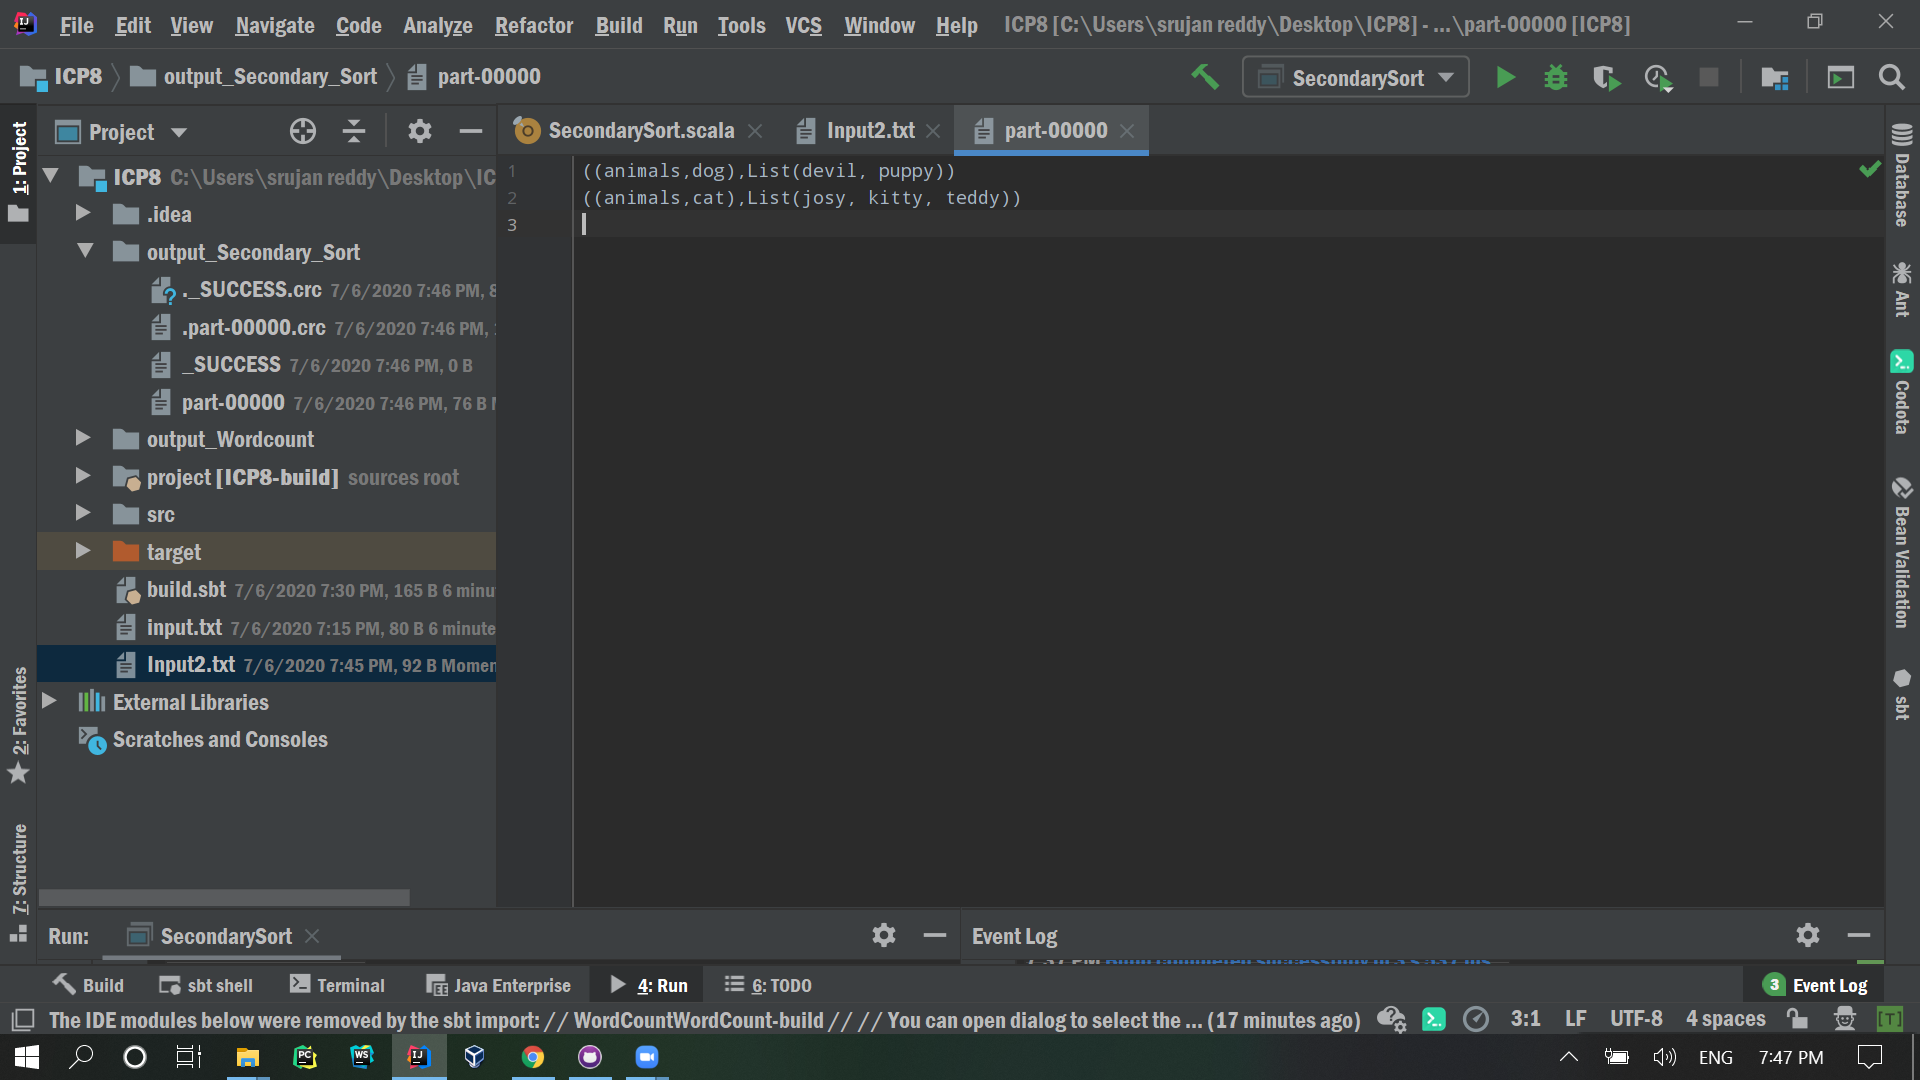 File Edit View Navigate Code Analyze Refactor Build Run Tools VCS Window Help ICP8 [C:\Users\srujan reddy\Desktop\ICP8] - ...\part-00000 [ICP8]
ICP8 output_Secondary_Sort part-00000 SecondarySort
1: Project
Project
SecondarySort.scala Input2.txt part-00000
ICP8 C:\Users\srujan reddy\Desktop\IC
.idea
output_Secondary_Sort
._SUCCESS.crc 7/6/2020 7:46 PM, 8
.part-00000.crc 7/6/2020 7:46 PM,
_SUCCESS 7/6/2020 7:46 PM, 0 B
part-00000 7/6/2020 7:46 PM, 76 B
output_Wordcount
project [ICP8-build] sources root
src
target
build.sbt 7/6/2020 7:30 PM, 165 B 6 minu
input.txt 7/6/2020 7:15 PM, 80 B 6 minute
Input2.txt 7/6/2020 7:45 PM, 92 B Momen
External Libraries
Scratches and Consoles
2: Favorites
7: Structure
1 ((animals,dog),List(devil, puppy))
2 ((animals,cat),List(josy, kitty, teddy))
3
Database
Ant
Codota
Bean Validation
sbt
Run: SecondarySort
Event Log
7:37 PM
Build sbt shell Terminal Java Enterprise 4: Run 6: TODO
3 Event Log
The IDE modules below were removed by the sbt import: // WordCountWordCount-build // // You can open dialog to select the ... (17 minutes ago) 3:1 LF UTF-8 4 spaces [T]
PC WS IJ ENG 7:47 PM